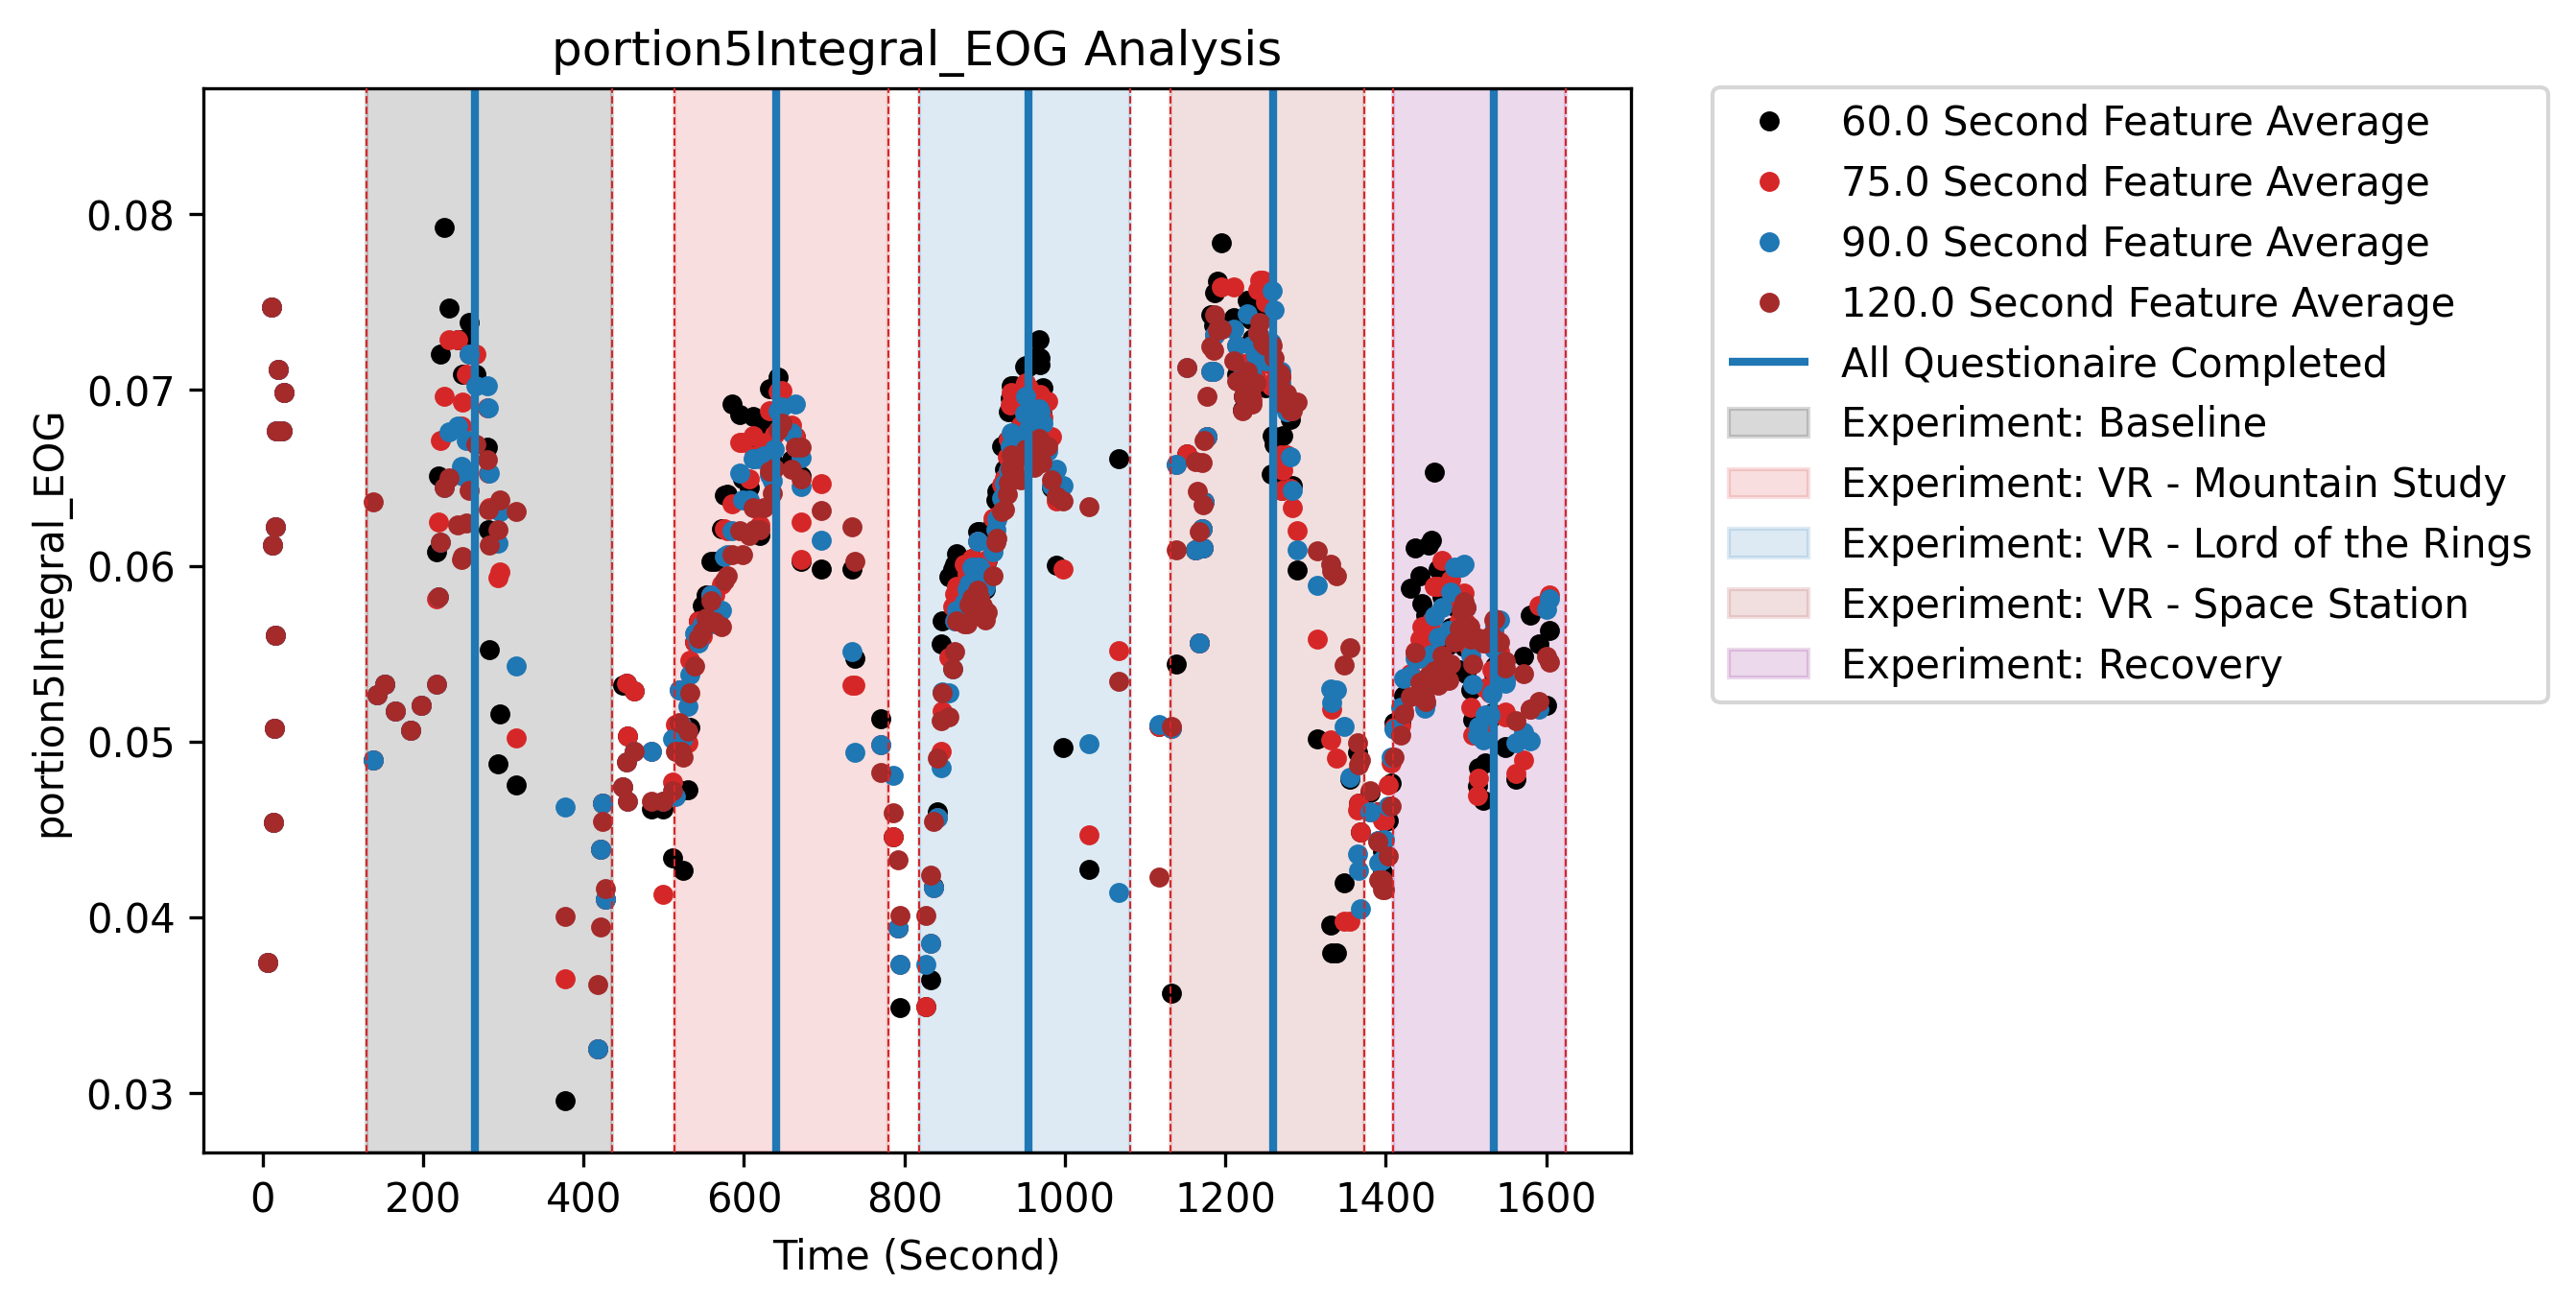 portion5Integral_EOG Analysis
portion5Integral_EOG
0.08
0.07
0.06
0.05
0.04
0.03
0 200 400 600 800 1000 1200 1400 1600
Time (Second)
60.0 Second Feature Average
75.0 Second Feature Average
90.0 Second Feature Average
120.0 Second Feature Average
All Questionaire Completed
Experiment: Baseline
Experiment: VR - Mountain Study
Experiment: VR - Lord of the Rings
Experiment: VR - Space Station
Experiment: Recovery